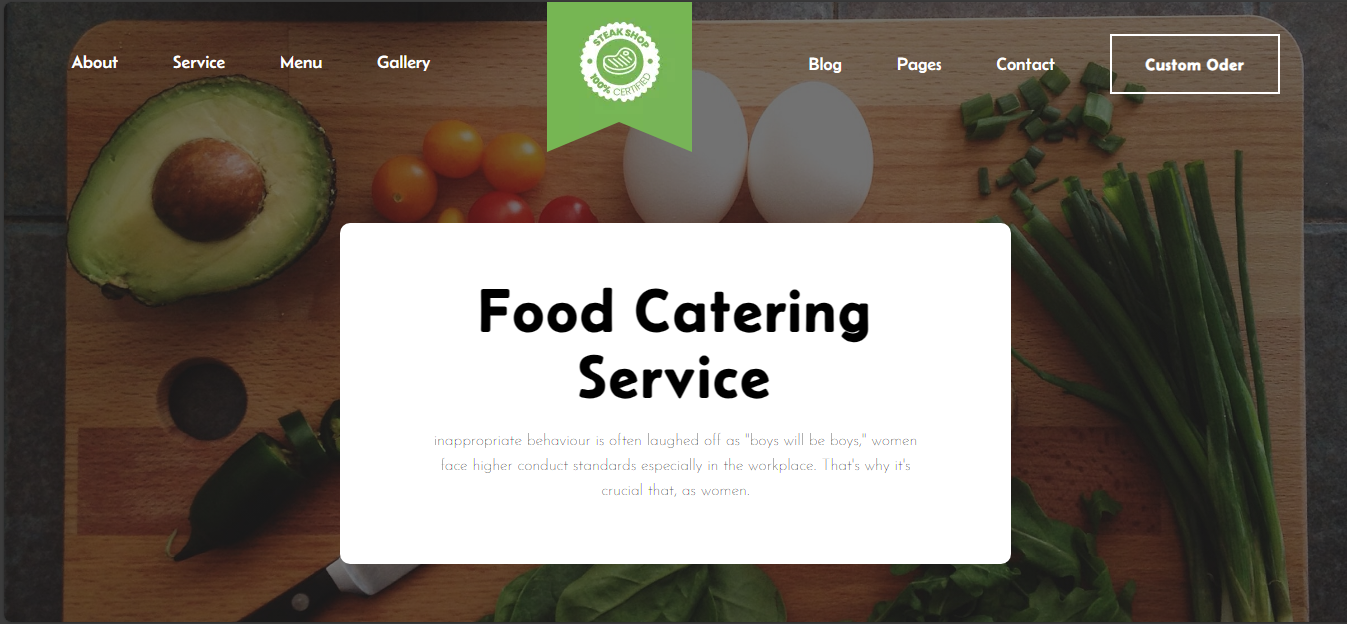 About Service Menu Gallery
STEAK SHOP
100% CERTIFIED
Blog Pages Contact Custom Oder
Food Catering
Service
inappropriate behaviour is often laughed off as "boys will be boys," women
face higher conduct standards especially in the workplace. That's why it's
crucial that, as women.